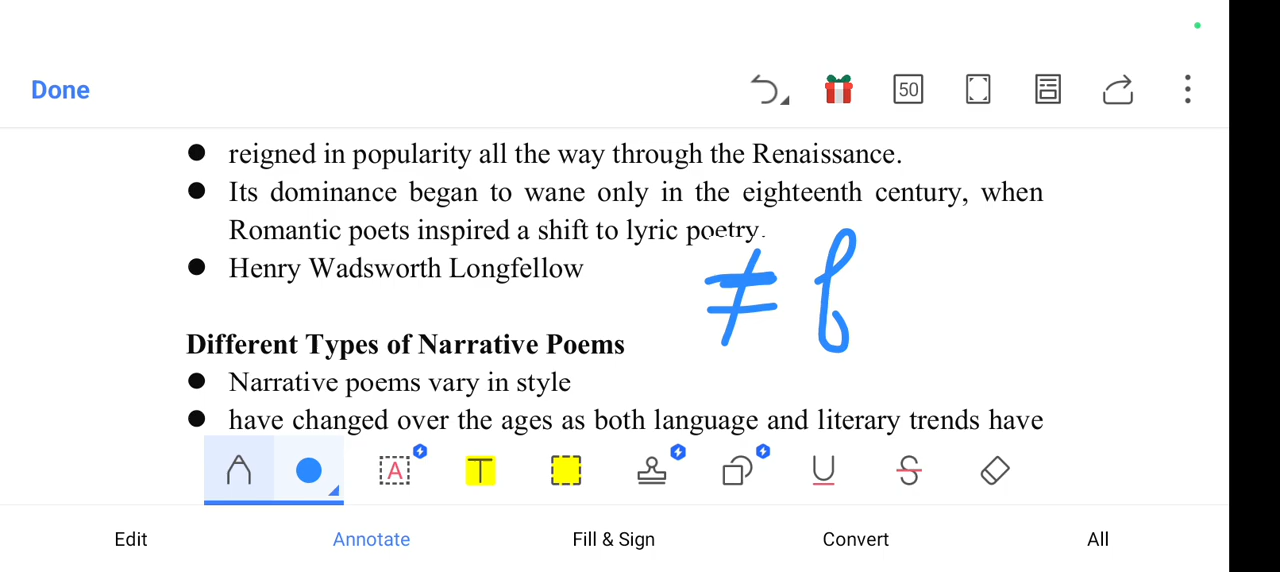 Done
50
● reigned in popularity all the way through the Renaissance.
● Its dominance began to wane only in the eighteenth century, when
Romantic poets inspired a shift to lyric poetry.
● Henry Wadsworth Longfellow
≠
Different Types of Narrative Poems
● Narrative poems vary in style
● have changed over the ages as both language and literary trends have
A T U S
Edit Annotate Fill & Sign Convert All